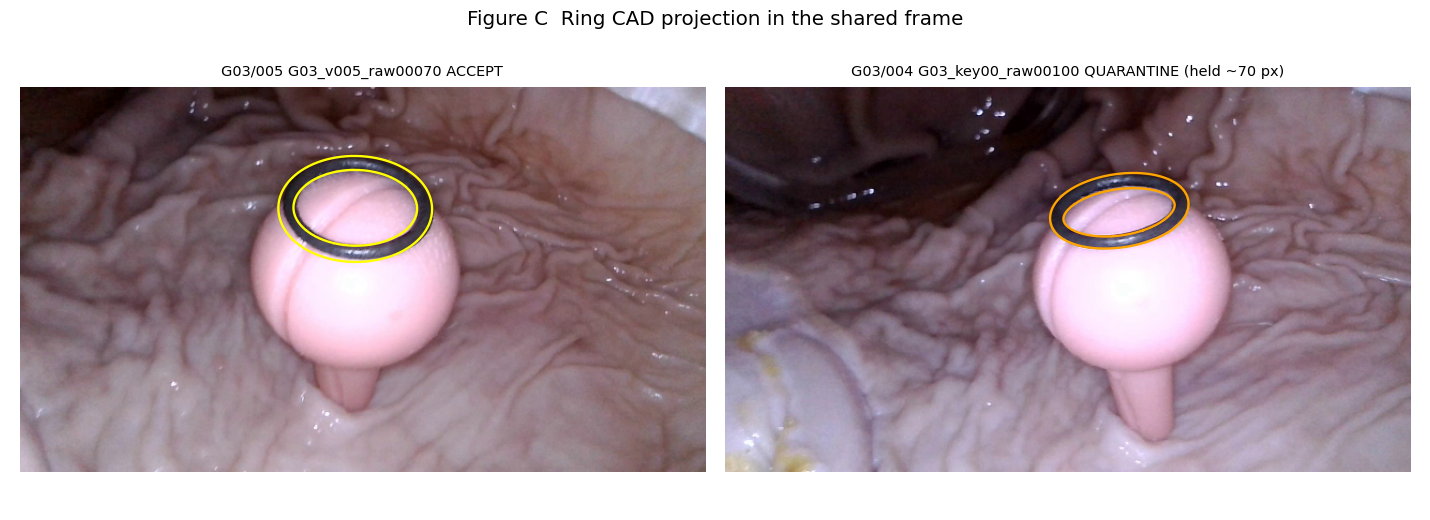 Figure C  Ring CAD projection in the shared frame
G03/005 G03_v005_raw00070 ACCEPT
G03/004 G03_key00_raw00100 QUARANTINE (held ~70 px)